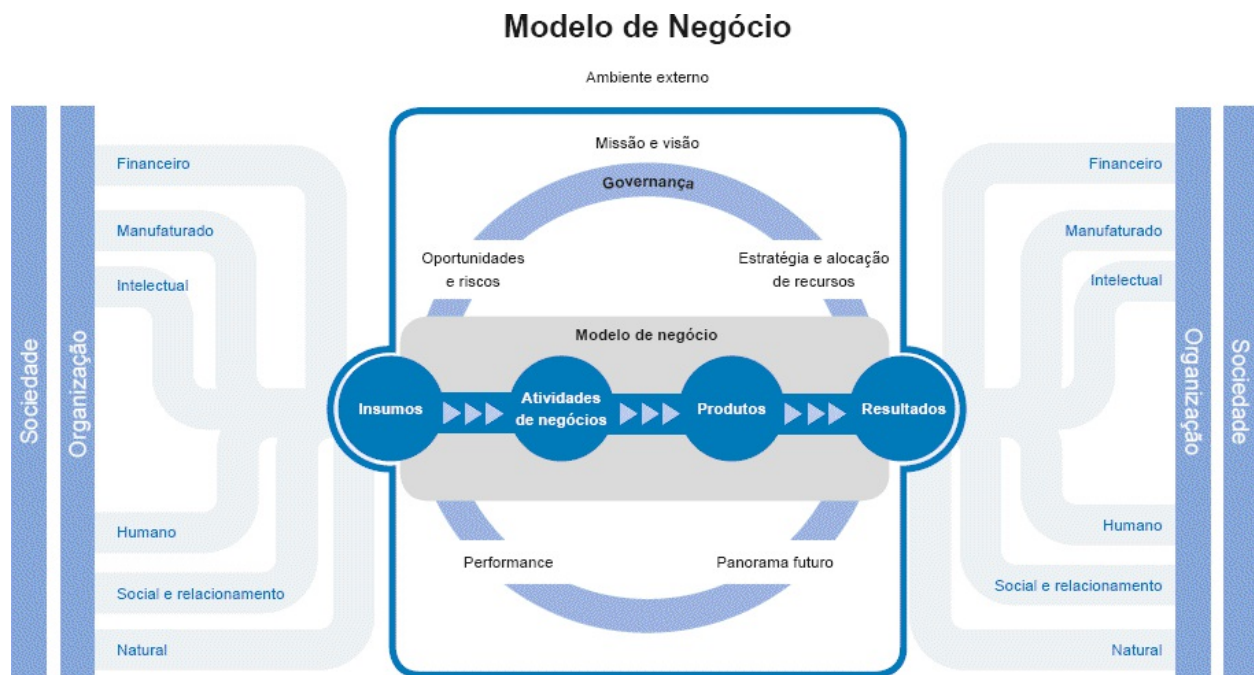 Modelo de Negócio
Ambiente externo
Sociedade
Organização
Financeiro
Manufaturado
Intelectual
Humano
Social e relacionamento
Natural
Missão e visão
Governança
Oportunidades
e riscos
Estratégia e alocação
de recursos
Modelo de negócio
Insumos
Atividades
de negócios
Produtos
Resultados
Performance
Panorama futuro
Financeiro
Manufaturado
Intelectual
Humano
Social e relacionamento
Natural
Organização
Sociedade